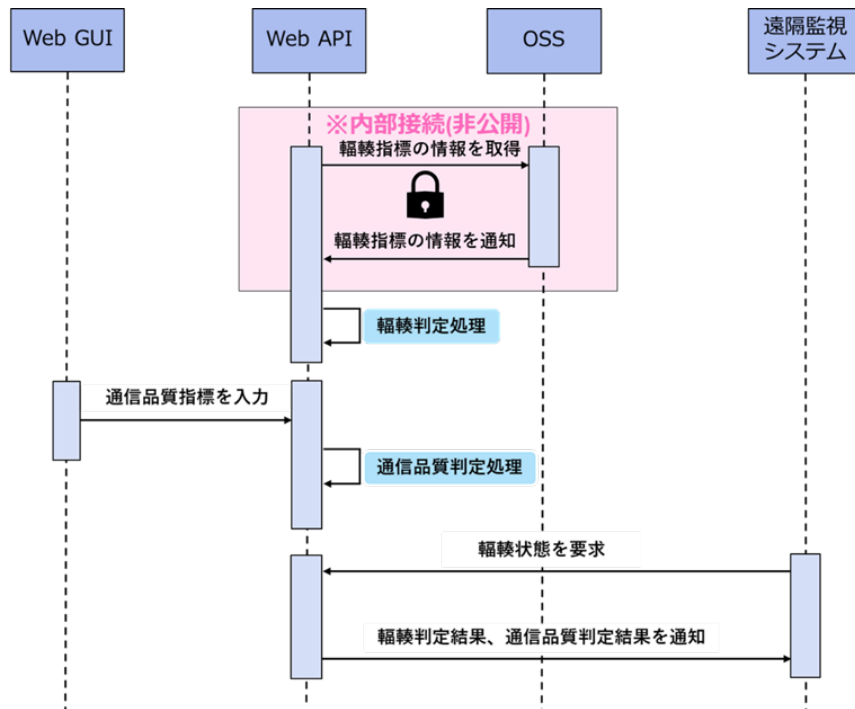 Web GUI
Web API
OSS
遠隔監視
システム
※内部接続(非公開)
輻輳指標の情報を取得
輻輳指標の情報を通知
輻輳判定処理
通信品質指標を入力
通信品質判定処理
輻輳状態を要求
輻輳判定結果、通信品質判定結果を通知